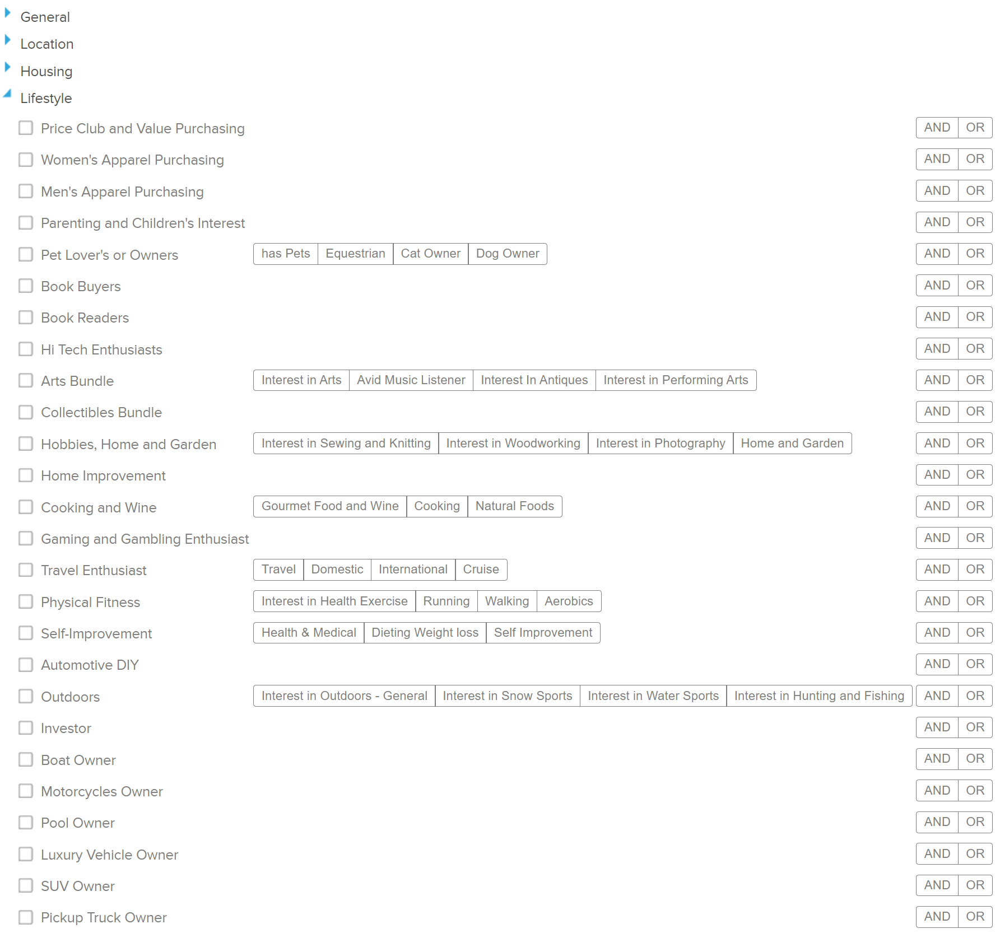 General
Location
Housing
Lifestyle
Price Club and Value Purchasing AND OR
Women's Apparel Purchasing AND OR
Men's Apparel Purchasing AND OR
Parenting and Children's Interest AND OR
Pet Lover's or Owners has Pets Equestrian Cat Owner Dog Owner AND OR
Book Buyers AND OR
Book Readers AND OR
Hi Tech Enthusiasts AND OR
Arts Bundle Interest in Arts Avid Music Listener Interest In Antiques Interest in Performing Arts AND OR
Collectibles Bundle AND OR
Hobbies, Home and Garden Interest in Sewing and Knitting Interest in Woodworking Interest in Photography Home and Garden AND OR
Home Improvement AND OR
Cooking and Wine Gourmet Food and Wine Cooking Natural Foods AND OR
Gaming and Gambling Enthusiast AND OR
Travel Enthusiast Travel Domestic International Cruise AND OR
Physical Fitness Interest in Health Exercise Running Walking Aerobics AND OR
Self-Improvement Health & Medical Dieting Weight loss Self Improvement AND OR
Automotive DIY AND OR
Outdoors Interest in Outdoors - General Interest in Snow Sports Interest in Water Sports Interest in Hunting and Fishing AND OR
Investor AND OR
Boat Owner AND OR
Motorcycles Owner AND OR
Pool Owner AND OR
Luxury Vehicle Owner AND OR
SUV Owner AND OR
Pickup Truck Owner AND OR